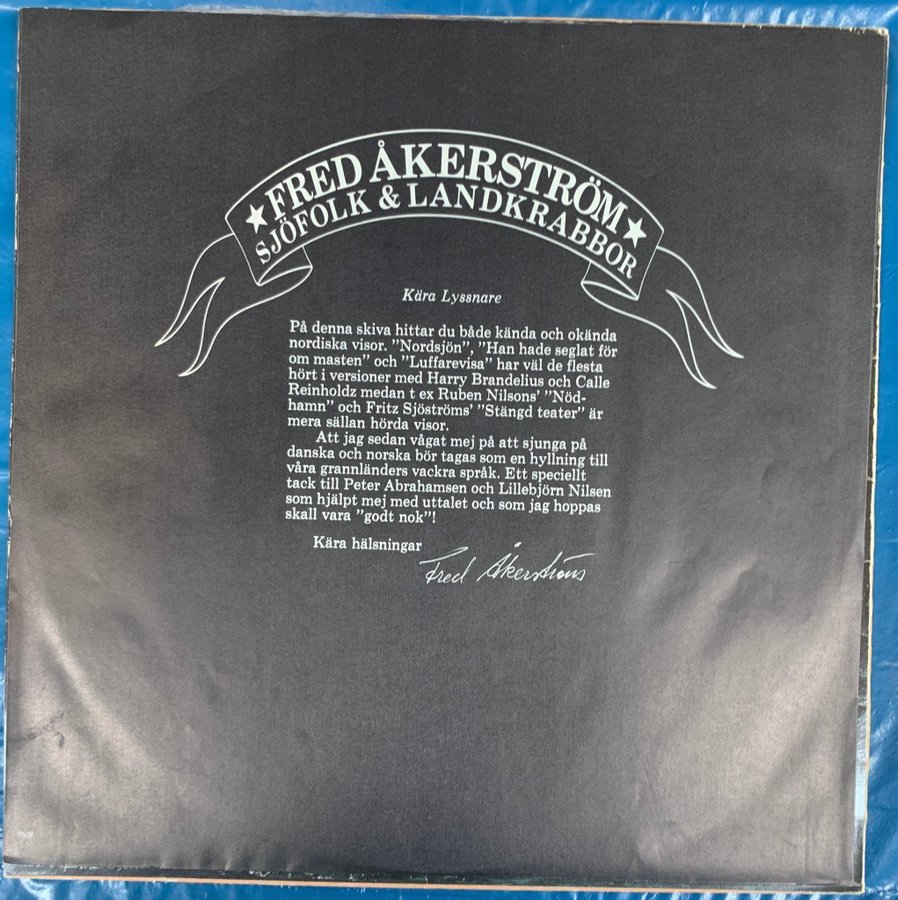 ★ FRED ÅKERSTRÖM ★
SJÖFOLK & LANDKRABBOR
Kära Lyssnare
På denna skiva hittar du både kända och okända
nordiska visor. ”Nordsjön”, ”Han hade seglat för
om masten” och ”Luffarevisa” har väl de flesta
hört i versioner med Harry Brandelius och Calle
Reinholdz medan t ex Ruben Nilsons’ ”Nöd-
hamn” och Fritz Sjöströms’ ”Stängd teater” är
mera sällan hörda visor.
Att jag sedan vågat mej på att sjunga på
danska och norska bör tagas som en hyllning till
våra grannländers vackra språk. Ett speciellt
tack till Peter Abrahamsen och Lillebjörn Nilsen
som hjälpt mej med uttalet och som jag hoppas
skall vara ”godt nok”!
Kära hälsningar
Fred Åkerström